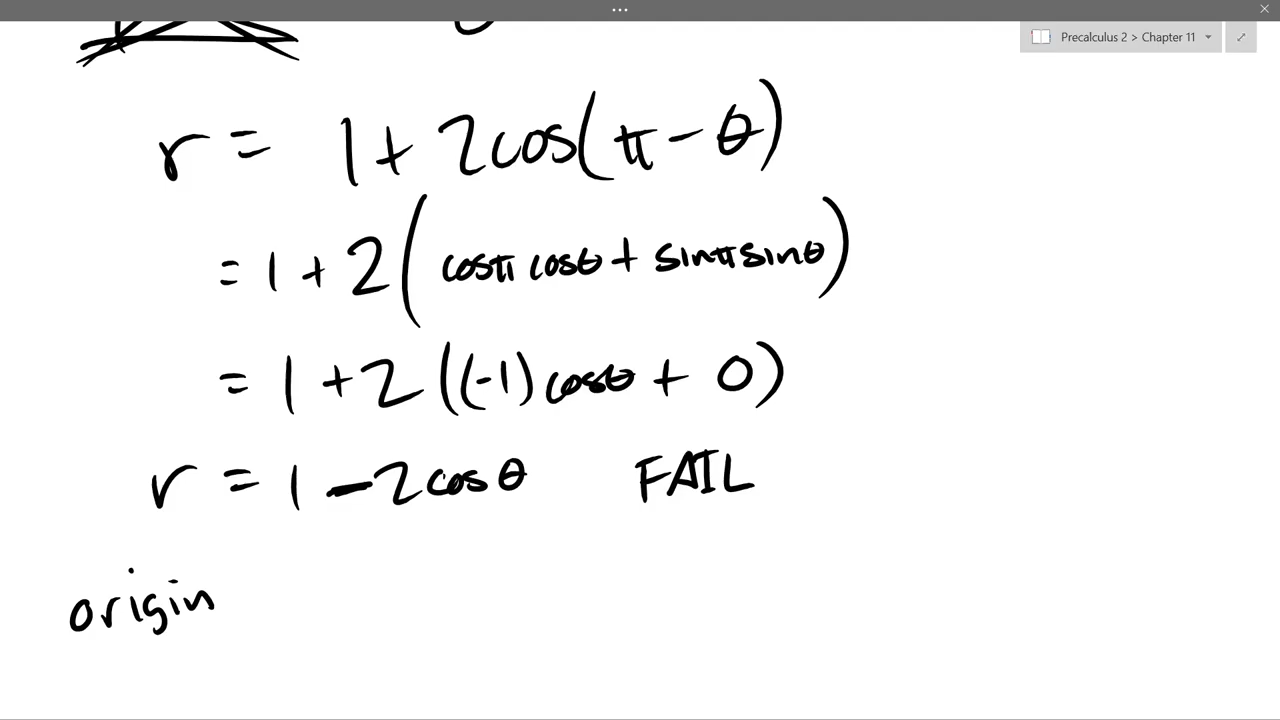 Precalculus 2 > Chapter 11
r = 1 + 2cos(π - θ)
= 1 + 2(cosπ cosθ + sinπ sinθ)
= 1 + 2((-1)cosθ + 0)
r = 1 - 2cosθ FAIL
origin